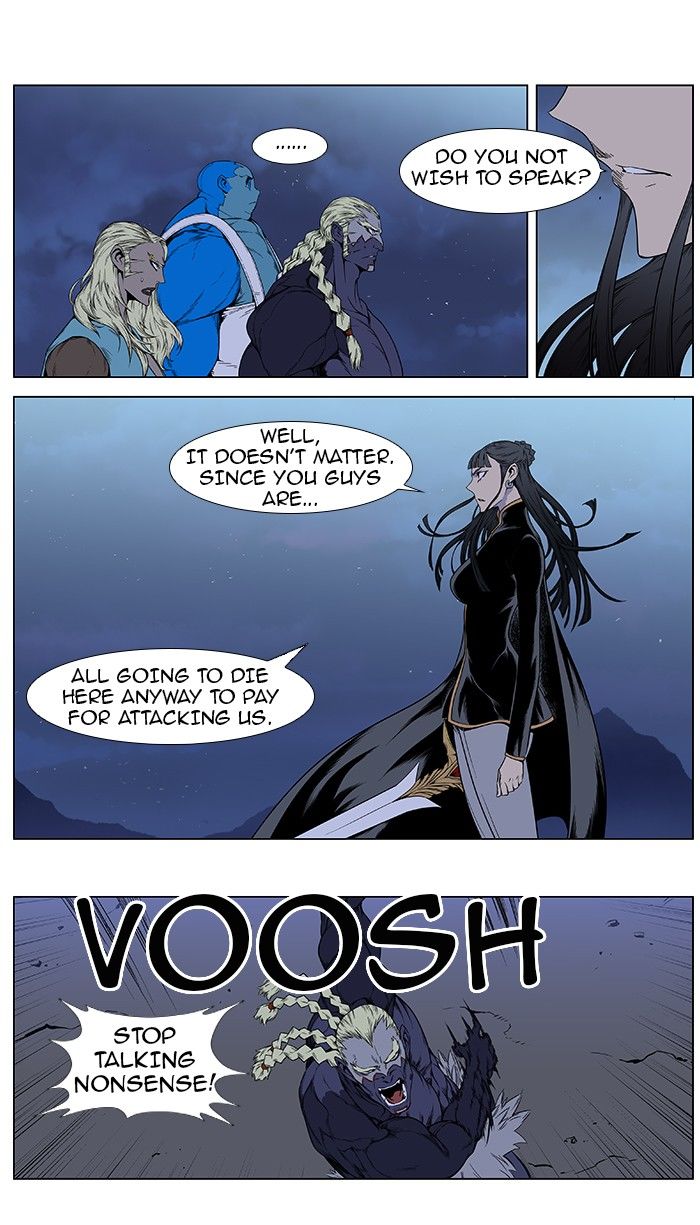 ......
DO YOU NOT
WISH TO SPEAK?
WELL,
IT DOESN'T MATTER.
SINCE YOU GUYS
ARE...
ALL GOING TO DIE
HERE ANYWAY TO PAY
FOR ATTACKING US.
VOOSH
STOP
TALKING
NONSENSE!